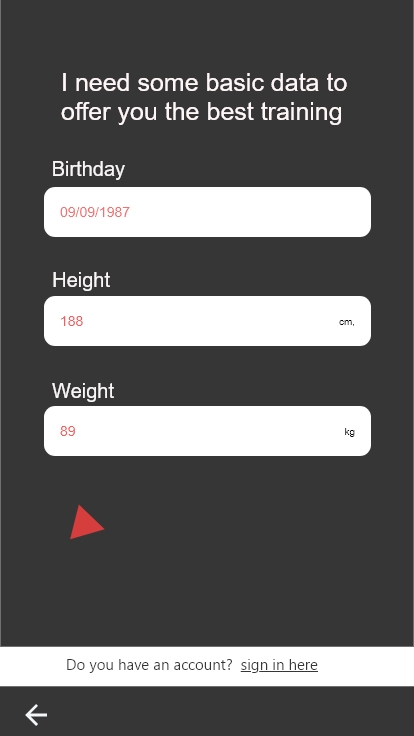 I need some basic data to
offer you the best training
Birthday
09/09/1987
Height
188 cm,
Weight
89 kg
Do you have an account? sign in here